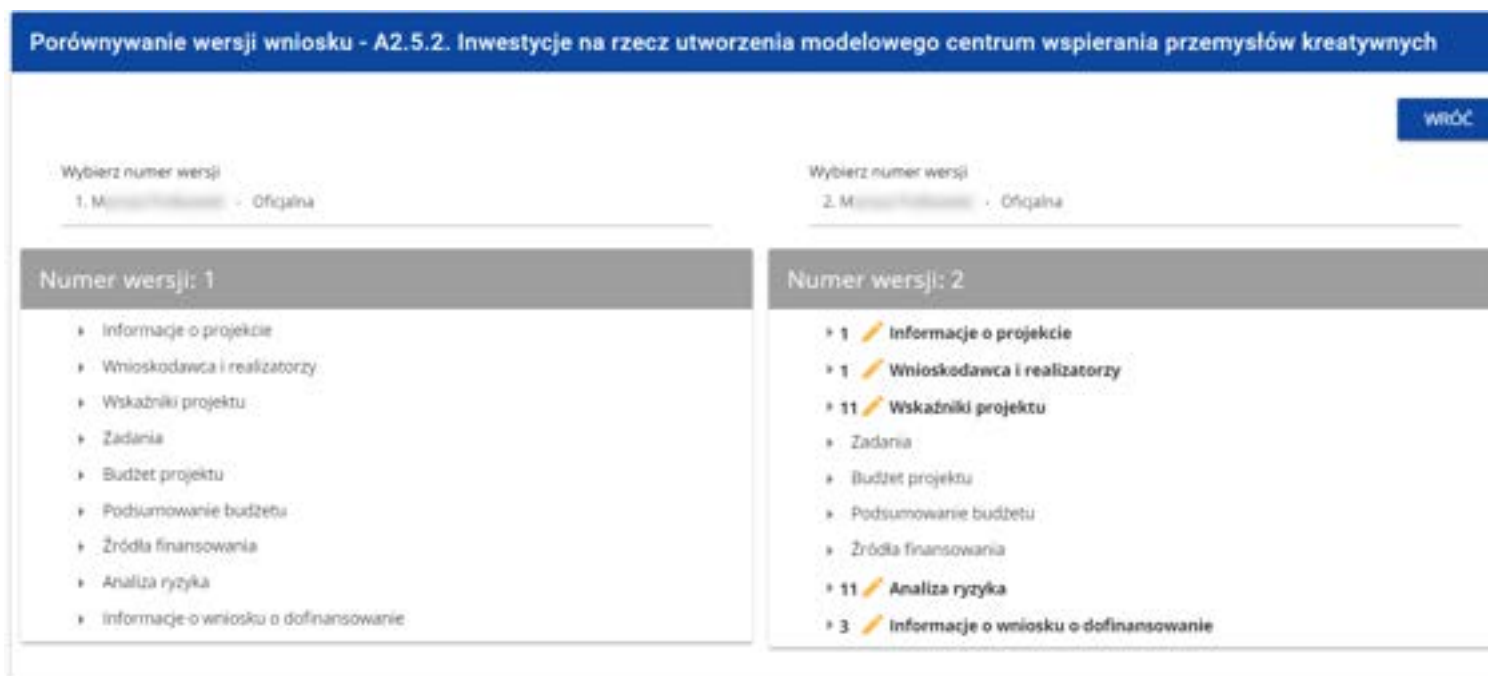 Porównywanie wersji wniosku - A2.5.2. Inwestycje na rzecz utworzenia modelowego centrum wspierania przemysłów kreatywnych
WRÓĆ
Wybierz numer wersji
1. M - Oficjalna
Wybierz numer wersji
2. M - Oficjalna
Numer wersji: 1
Informacje o projekcie
Wnioskodawca i realizatorzy
Wskaźniki projektu
Zadania
Budżet projektu
Podsumowanie budżetu
Źródła finansowania
Analiza ryzyka
Informacje o wniosku o dofinansowanie
Numer wersji: 2
1 Informacje o projekcie
1 Wnioskodawca i realizatorzy
11 Wskaźniki projektu
Zadania
Budżet projektu
Podsumowanie budżetu
Źródła finansowania
11 Analiza ryzyka
3 Informacje o wniosku o dofinansowanie